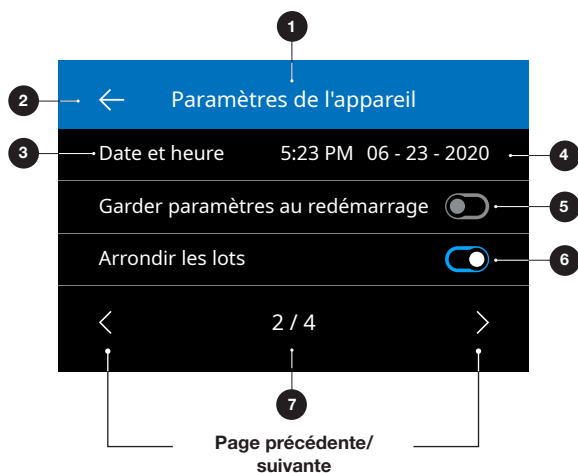 1
2
Paramètres de l'appareil
3
Date et heure 5:23 PM 06 - 23 - 2020
4
Garder paramètres au redémarrage
5
Arrondir les lots
6
2 / 4
7
Page précédente/
suivante